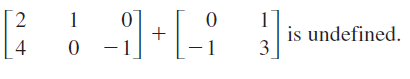 [2 1 0] + [0 1] is undefined.
[4 0 -1] [-1 3]